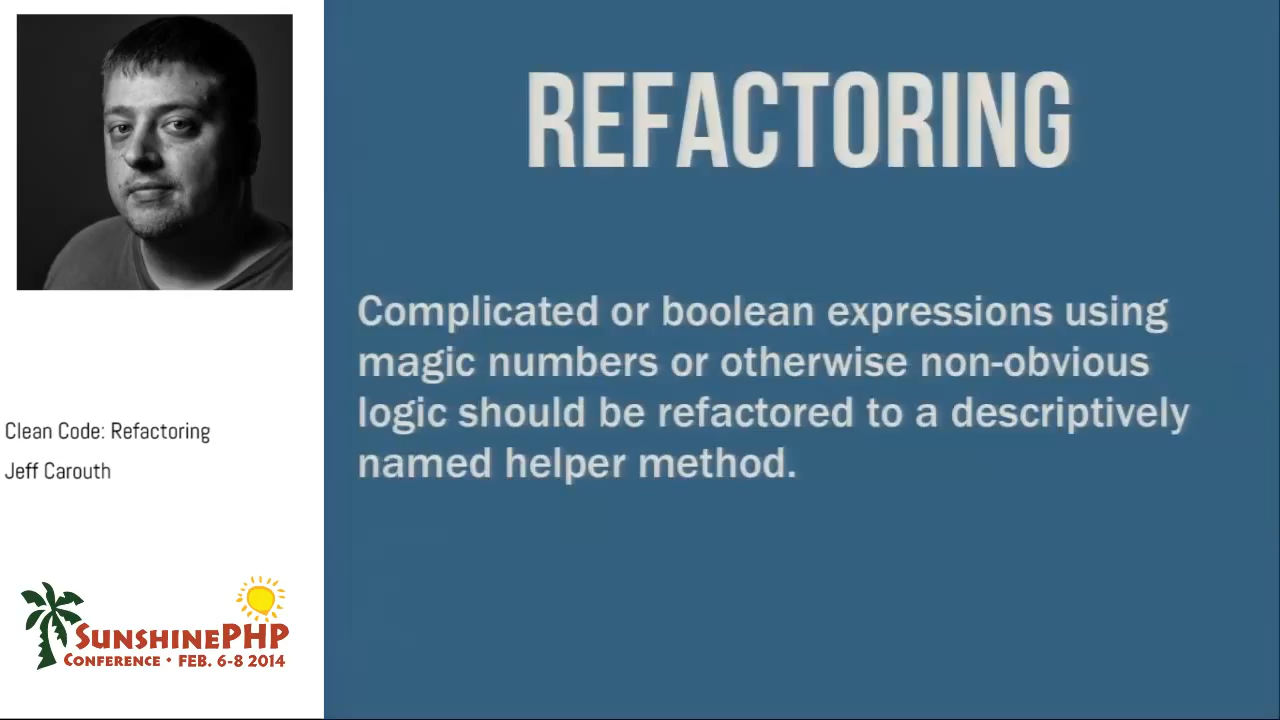 REFACTORING
Complicated or boolean expressions using
magic numbers or otherwise non-obvious
logic should be refactored to a descriptively
named helper method.
Clean Code: Refactoring
Jeff Carouth
SUNSHINEPHP
CONFERENCE • FEB. 6-8 2014